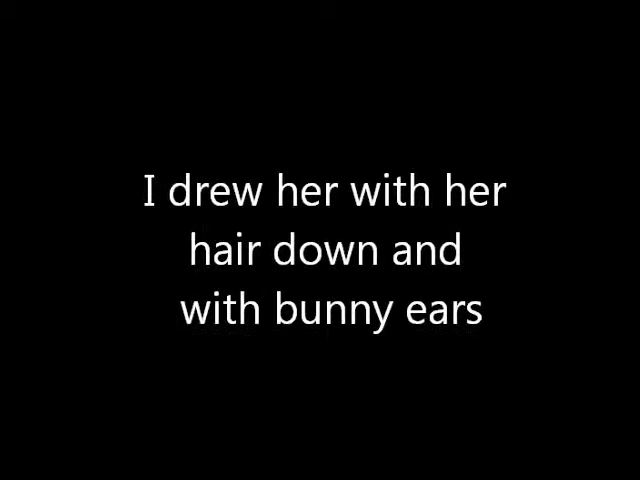 I drew her with her
hair down and
with bunny ears